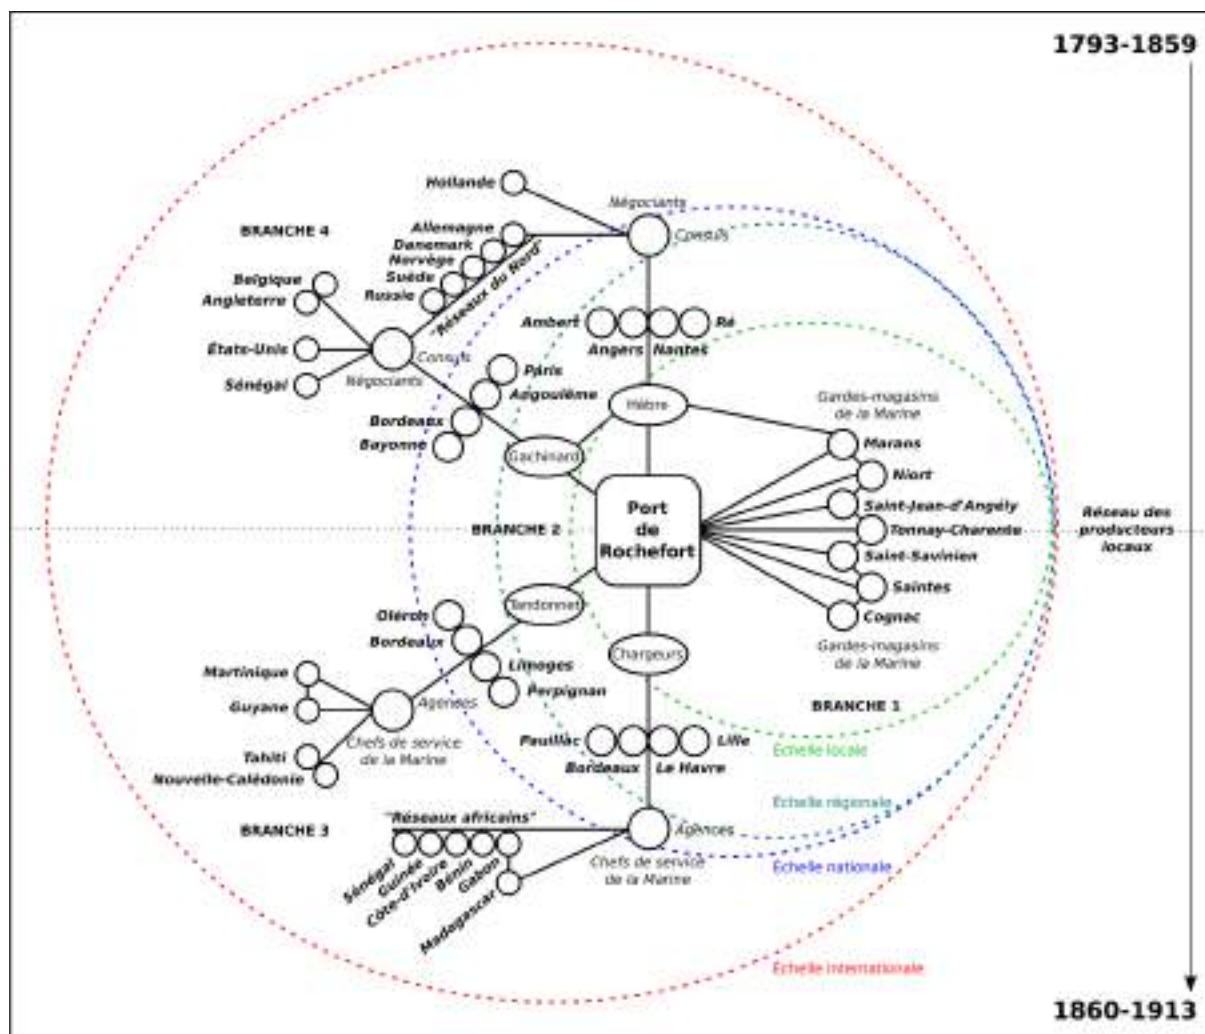 1793-1859
Hollande
Négociants
Consuls
BRANCHE 4
Allemagne
Danemark
Norvège
Suède
Russie
"Réseaux du Nord"
Belgique
Angleterre
États-Unis
Sénégal
Consuls
Négociants
Ambert
Ré
Angers
Nantes
Paris
Angoulême
Bordeaux
Bayonne
Hèbre
Gachinard
Gardes-magasins
de la Marine
Marans
Niort
Saint-Jean-d'Angély
Tonnay-Charente
Saint-Savinien
Saintes
Cognac
Gardes-magasins
de la Marine
Port
de
Rochefort
BRANCHE 2
Réseau des
producteurs
locaux
Tandonnet
Chargeurs
Oléron
Bordeaux
Limoges
Perpignan
Martinique
Guyane
Tahiti
Nouvelle-Calédonie
Agences
Chefs de service
de la Marine
BRANCHE 1
Pauillac
Lille
Bordeaux
Le Havre
Échelle locale
Échelle régionale
Échelle nationale
Échelle internationale
BRANCHE 3
"Réseaux africains"
Sénégal
Guinée
Côte-d'Ivoire
Bénin
Gabon
Madagascar
Agences
Chefs de service
de la Marine
1860-1913